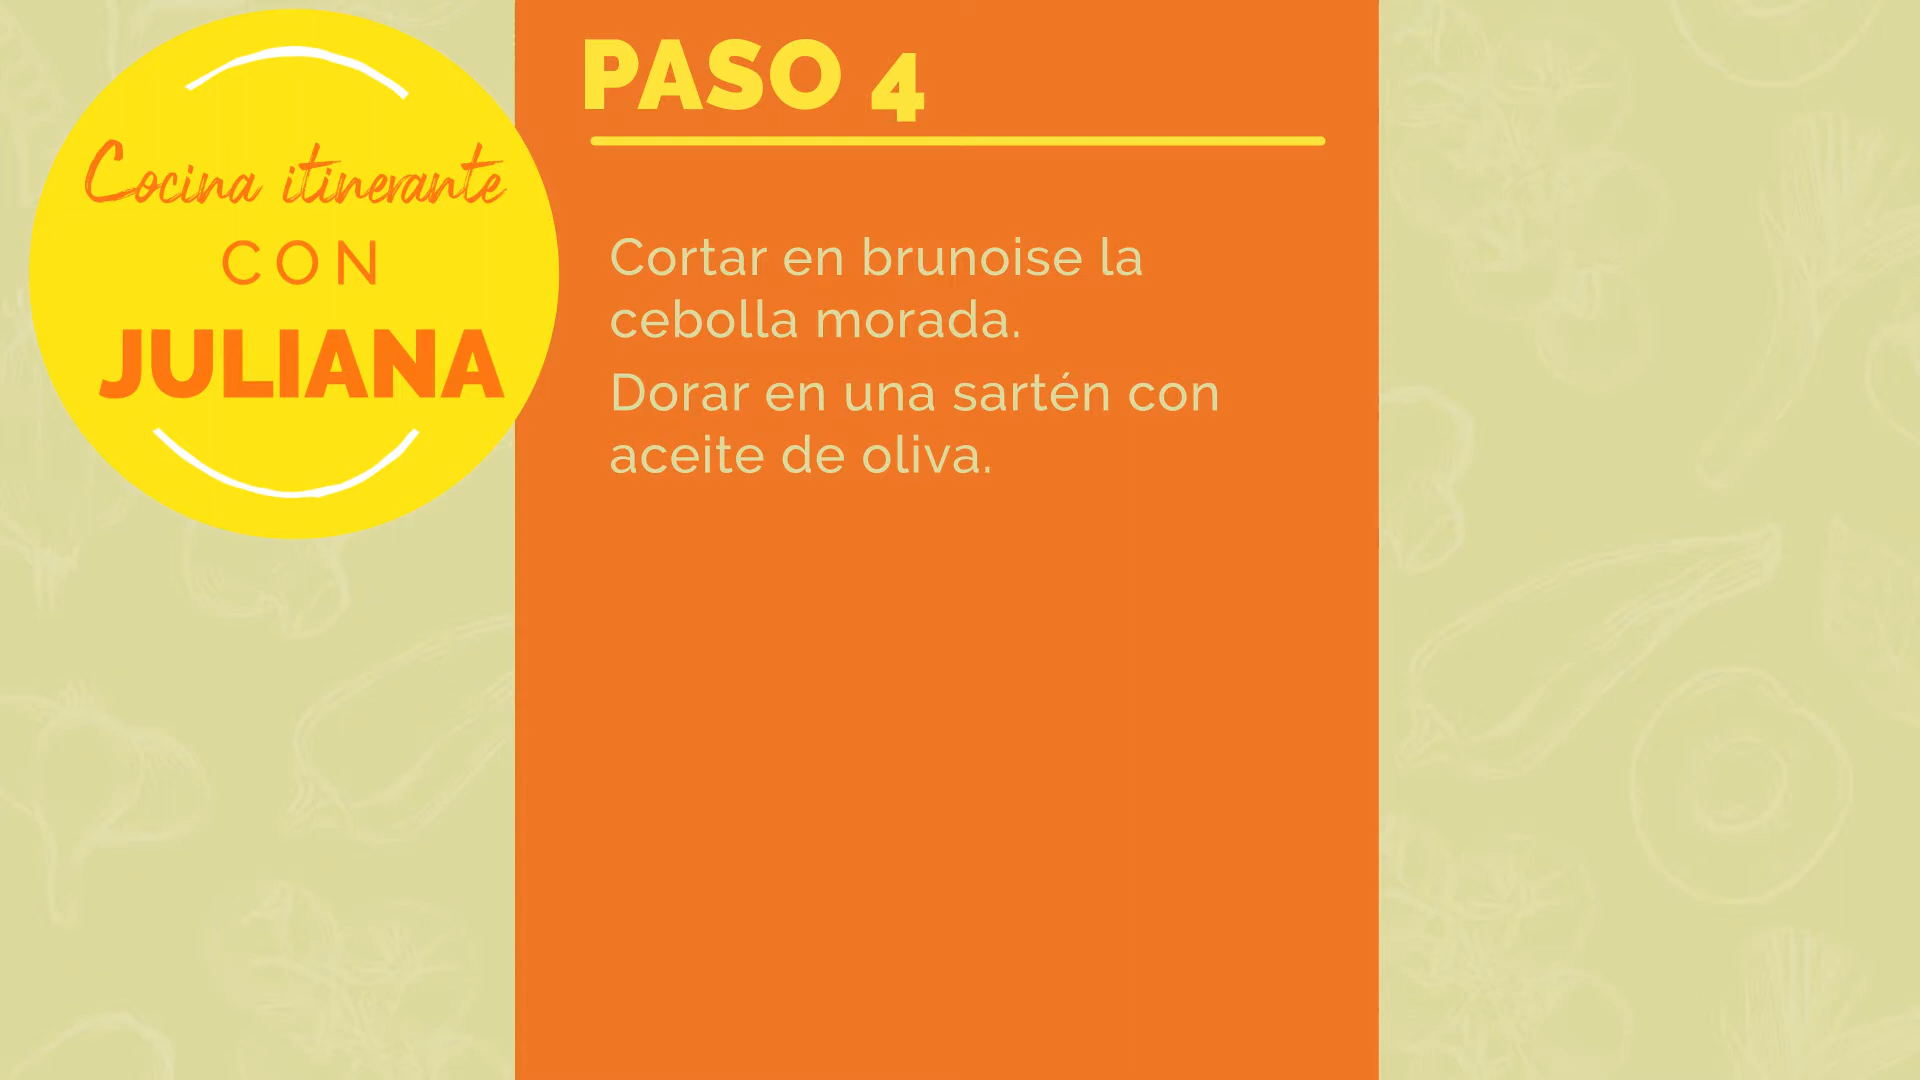 Cocina itinerante
CON
JULIANA
PASO 4
Cortar en brunoise la
cebolla morada.
Dorar en una sartén con
aceite de oliva.